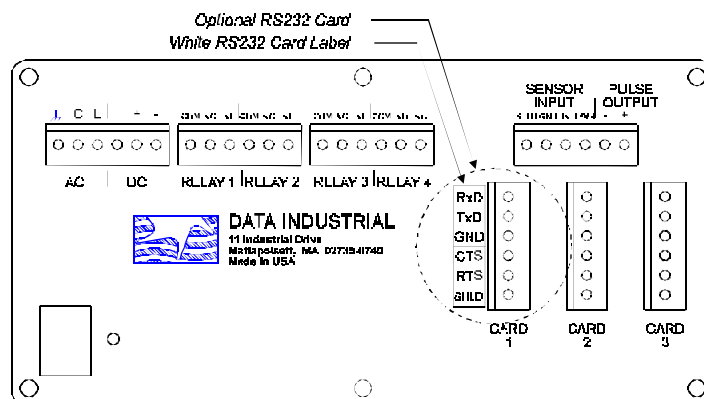 Optional RS232 Card
White RS232 Card Label
SENSOR PULSE
INPUT OUTPUT
C L + -
- +
AC DC RELAY 1 RELAY 2 RELAY 3 RELAY 4
RxD
TxD
GND
CTS
RTS
SHLD
DATA INDUSTRIAL
11 Industrial Drive
Mattapoisett, MA
Made in USA
CARD CARD CARD
1 2 3